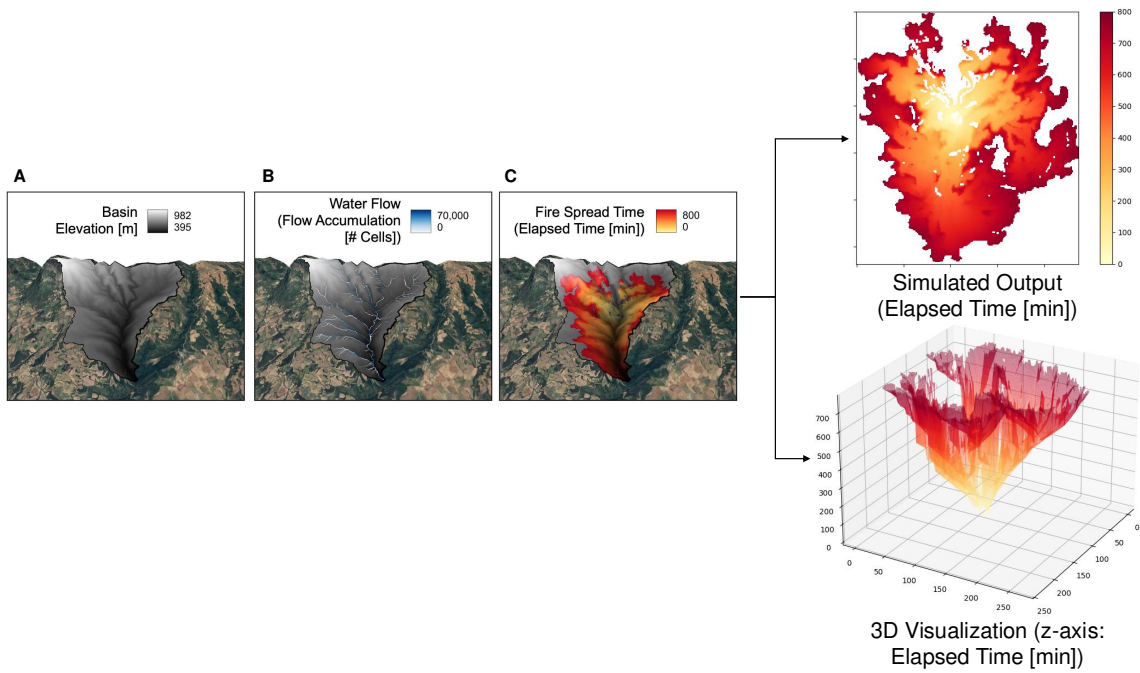 A
Basin
Elevation [m]
982
395
B
Water Flow
(Flow Accumulation
[# Cells])
70,000
0
C
Fire Spread Time
(Elapsed Time [min])
800
0
800
700
600
500
400
300
200
100
0
Simulated Output
(Elapsed Time [min])
700
600
500
400
300
200
100
0
0
50
100
150
200
250
0
50
100
150
200
250
3D Visualization (z-axis:
Elapsed Time [min])